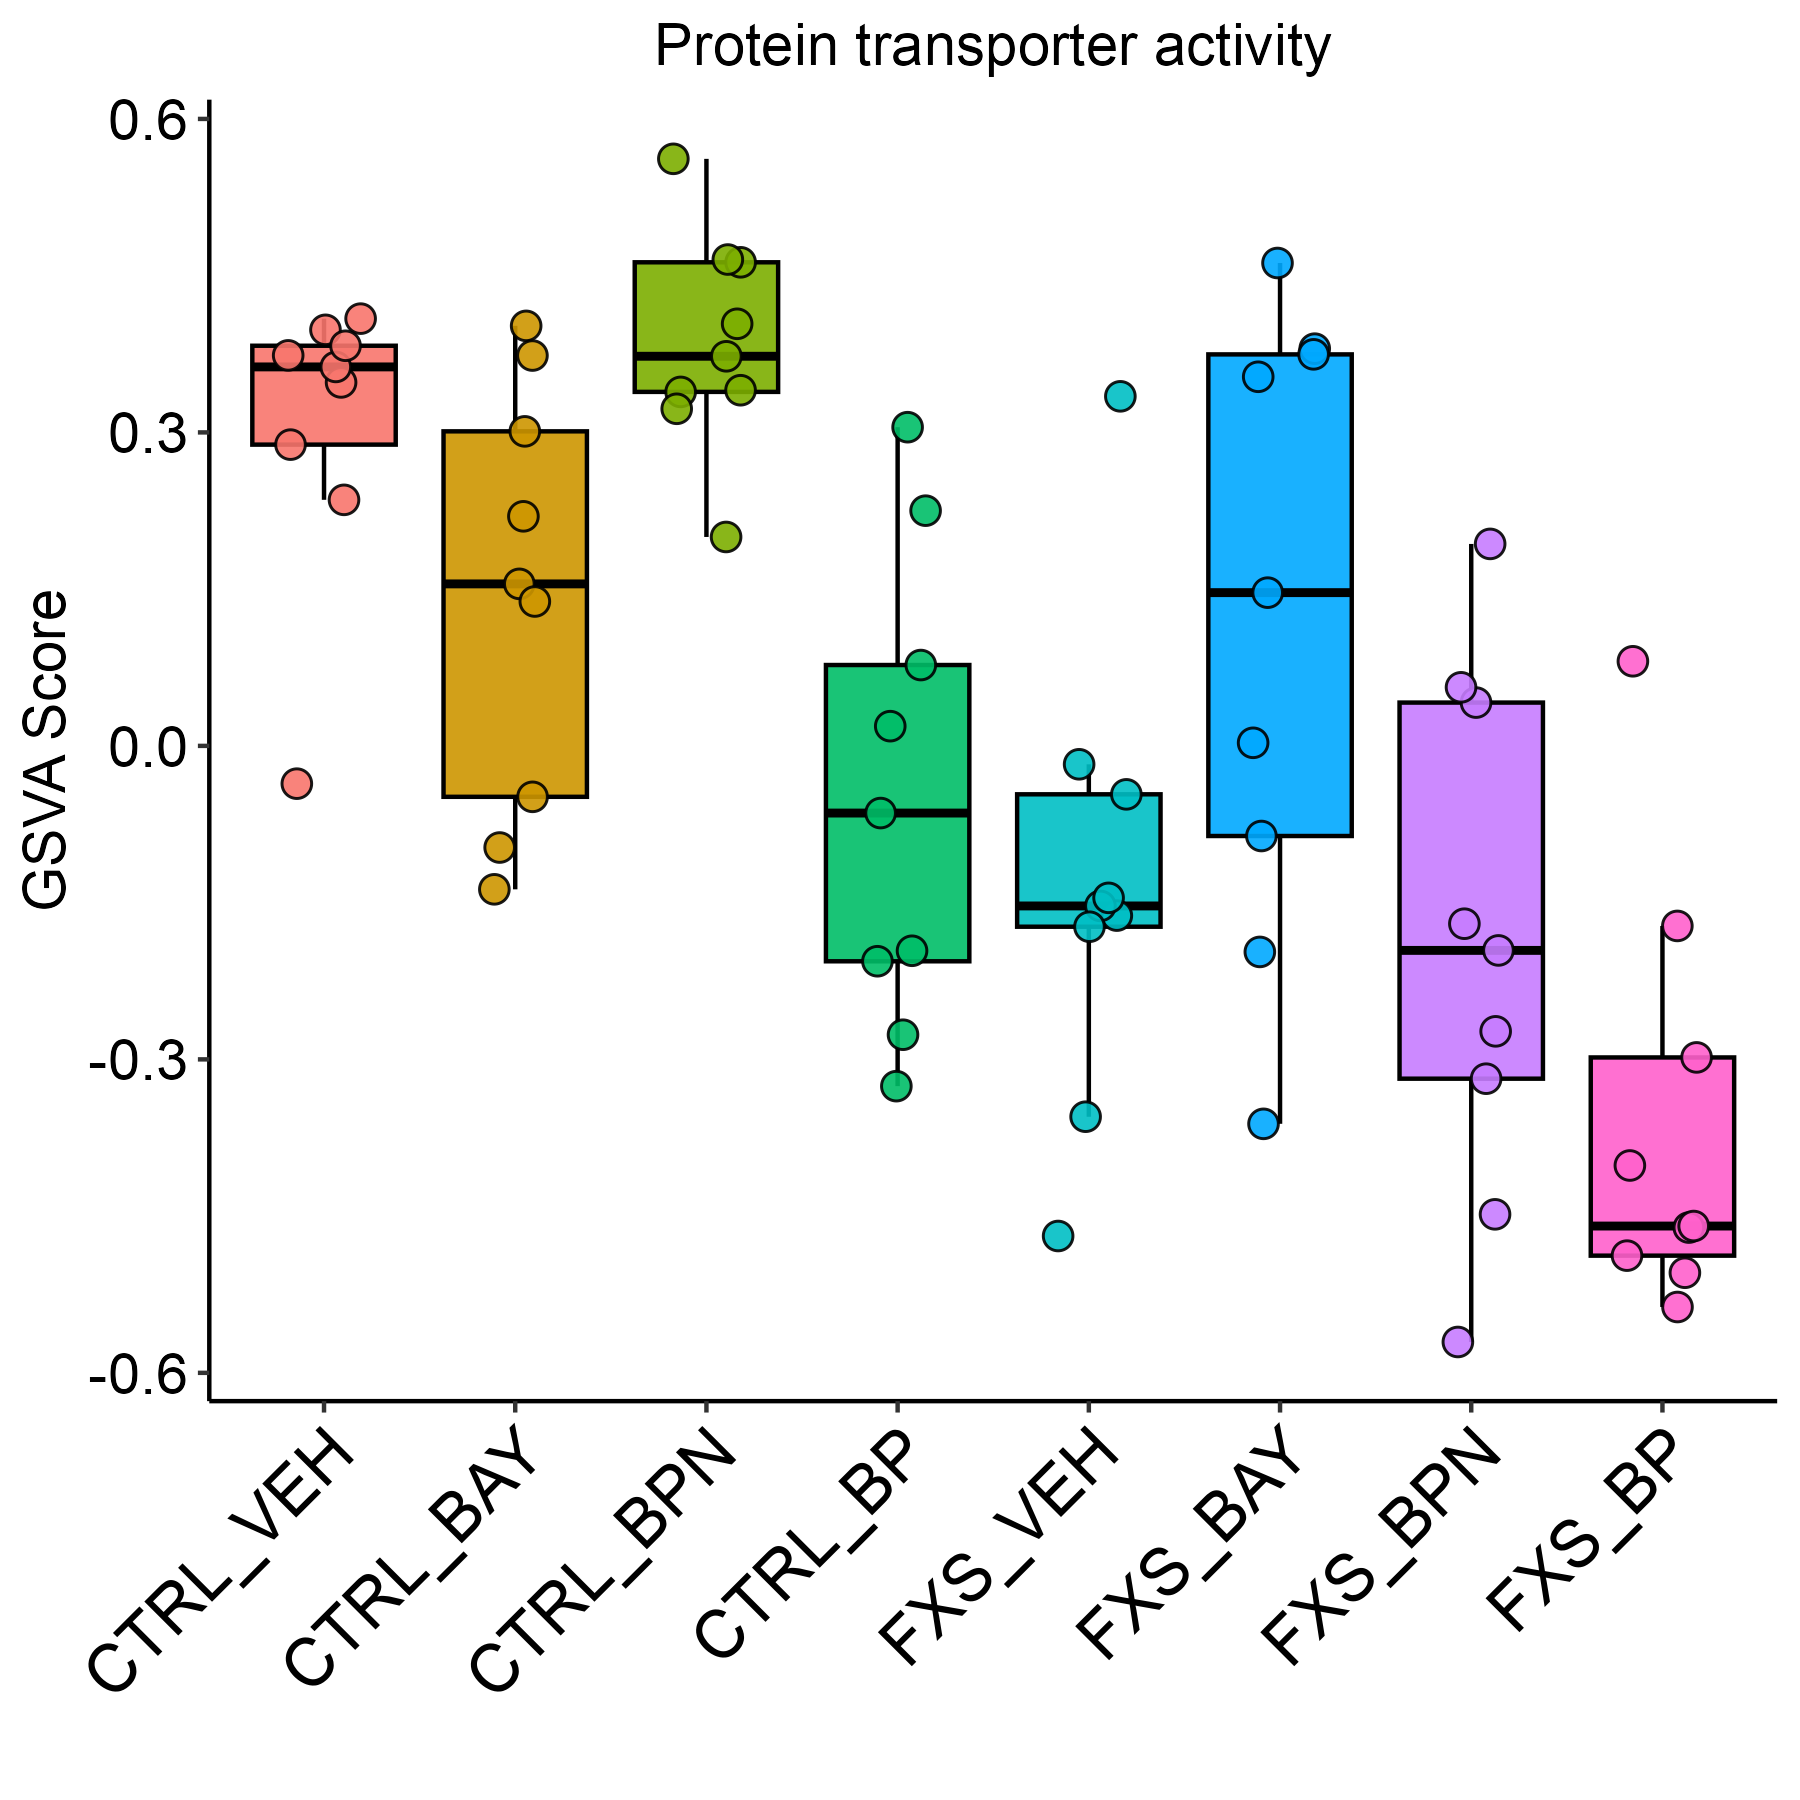 Protein transporter activity
GSVA Score
0.6
0.3
0.0
-0.3
-0.6
CTRL_VEH
CTRL_BAY
CTRL_BPN
CTRL_BP
FXS_VEH
FXS_BAY
FXS_BPN
FXS_BP